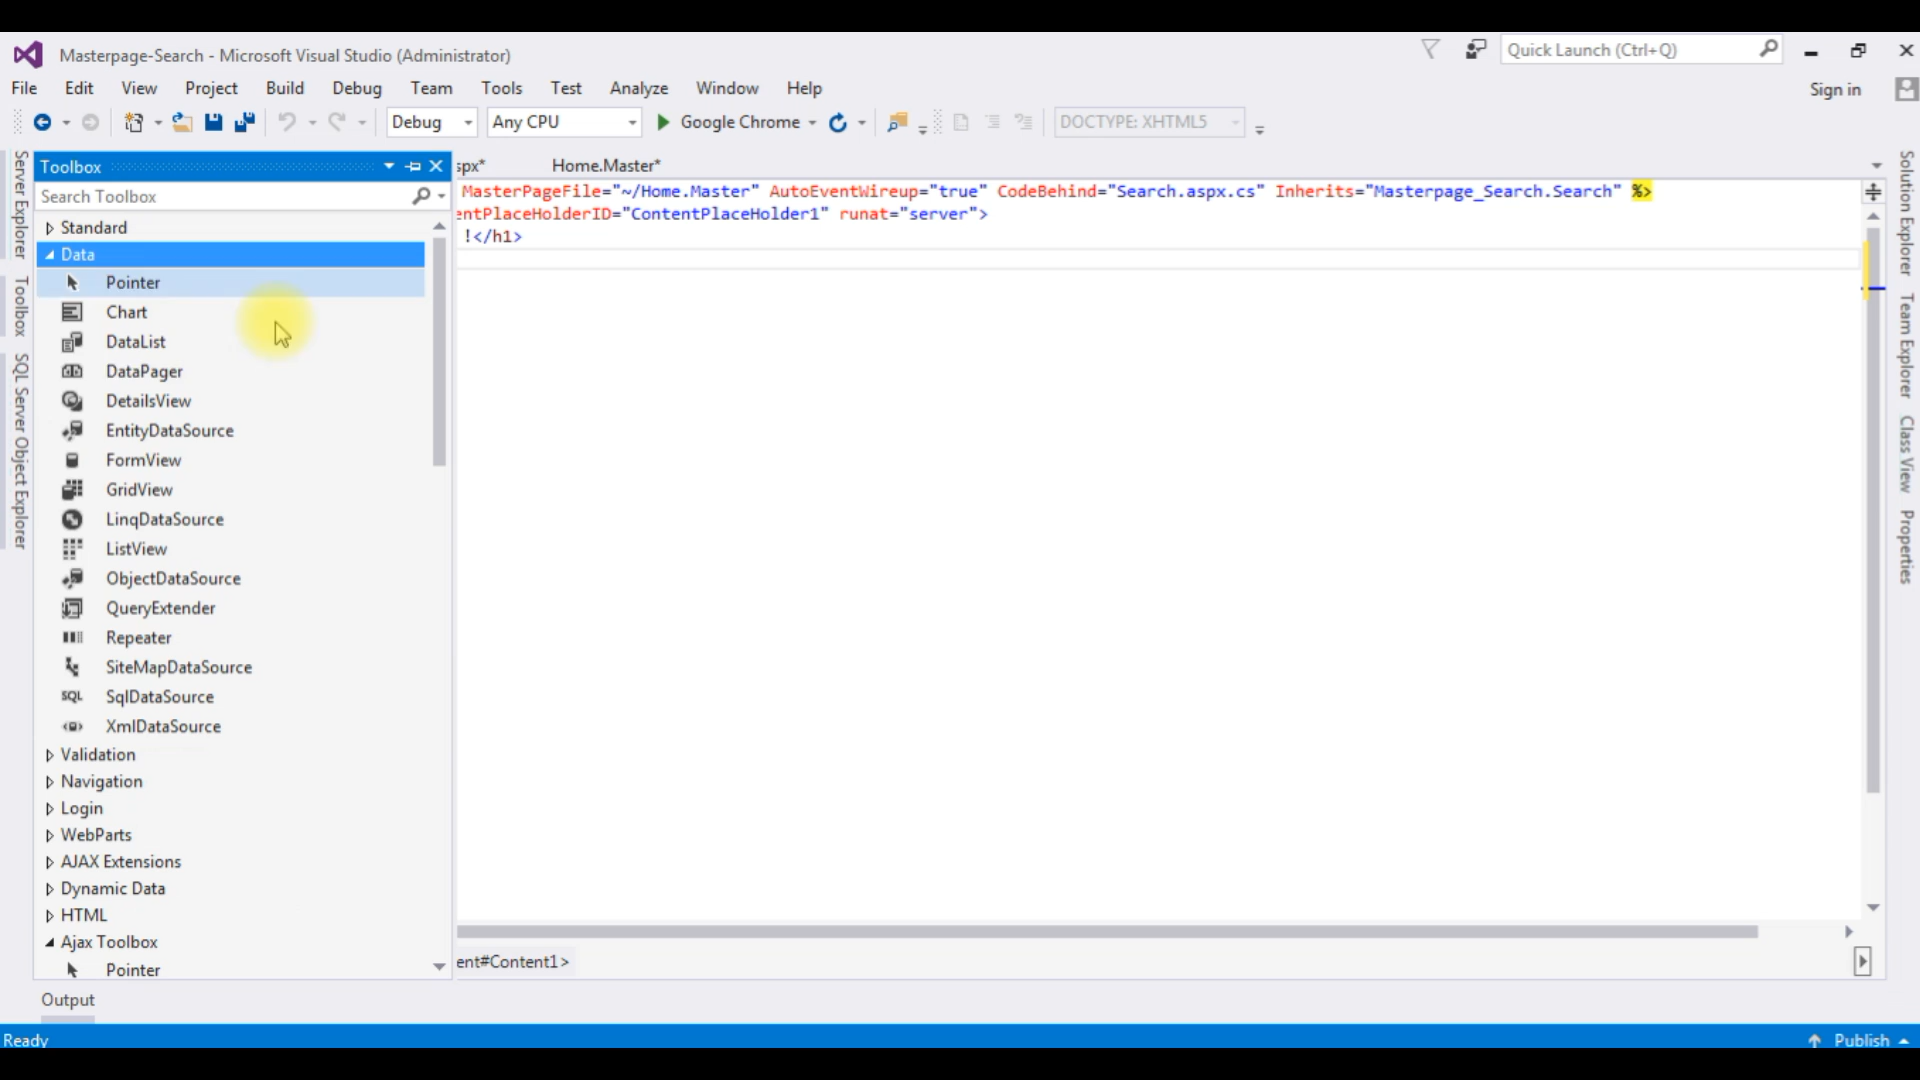 Masterpage-Search - Microsoft Visual Studio (Administrator)
Quick Launch (Ctrl+Q)
File Edit View Project Build Debug Team Tools Test Analyze Window Help
Sign in
Debug Any CPU Google Chrome DOCTYPE: XHTML5
Server Explorer
Toolbox
SQL Server Object Explorer
Toolbox
Search Toolbox
Standard
Data
Pointer
Chart
DataList
DataPager
DetailsView
EntityDataSource
FormView
GridView
LinqDataSource
ListView
ObjectDataSource
QueryExtender
Repeater
SiteMapDataSource
SQL SqlDataSource
XmlDataSource
Validation
Navigation
Login
WebParts
AJAX Extensions
Dynamic Data
HTML
Ajax Toolbox
Pointer
spx* Home.Master*
MasterPageFile="~/Home.Master" AutoEventWireup="true" CodeBehind="Search.aspx.cs" Inherits="Masterpage_Search.Search" %>
entPlaceHolderID="ContentPlaceHolder1" runat="server">
!</h1>
ent#Content1>
Solution Explorer
Team Explorer
Class View
Properties
Output
Ready
Publish